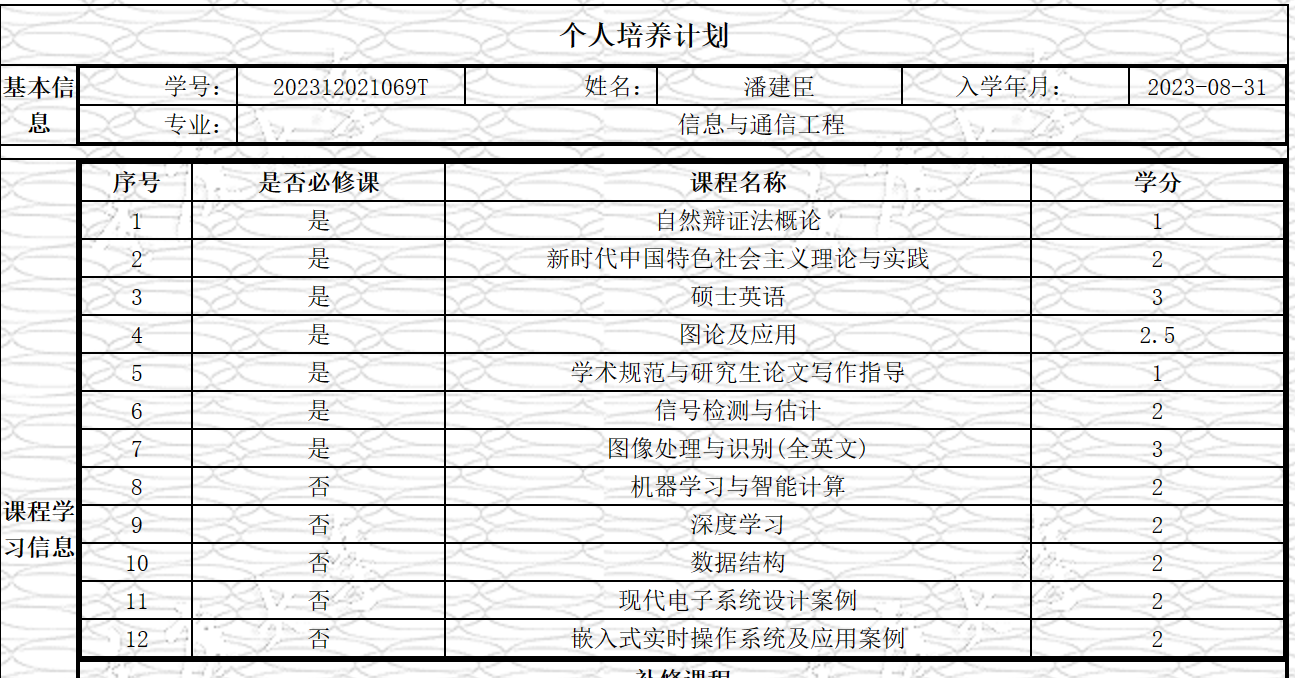 个人培养计划
基本信息
学号： 202312021069T 姓名： 潘建臣 入学年月： 2023-08-31
专业： 信息与通信工程
课程学习信息
序号 是否必修课 课程名称 学分
1 是 自然辩证法概论 1
2 是 新时代中国特色社会主义理论与实践 2
3 是 硕士英语 3
4 是 图论及应用 2.5
5 是 学术规范与研究生论文写作指导 1
6 是 信号检测与估计 2
7 是 图像处理与识别(全英文) 3
8 否 机器学习与智能计算 2
9 否 深度学习 2
10 否 数据结构 2
11 否 现代电子系统设计案例 2
12 否 嵌入式实时操作系统及应用案例 2
补修课程